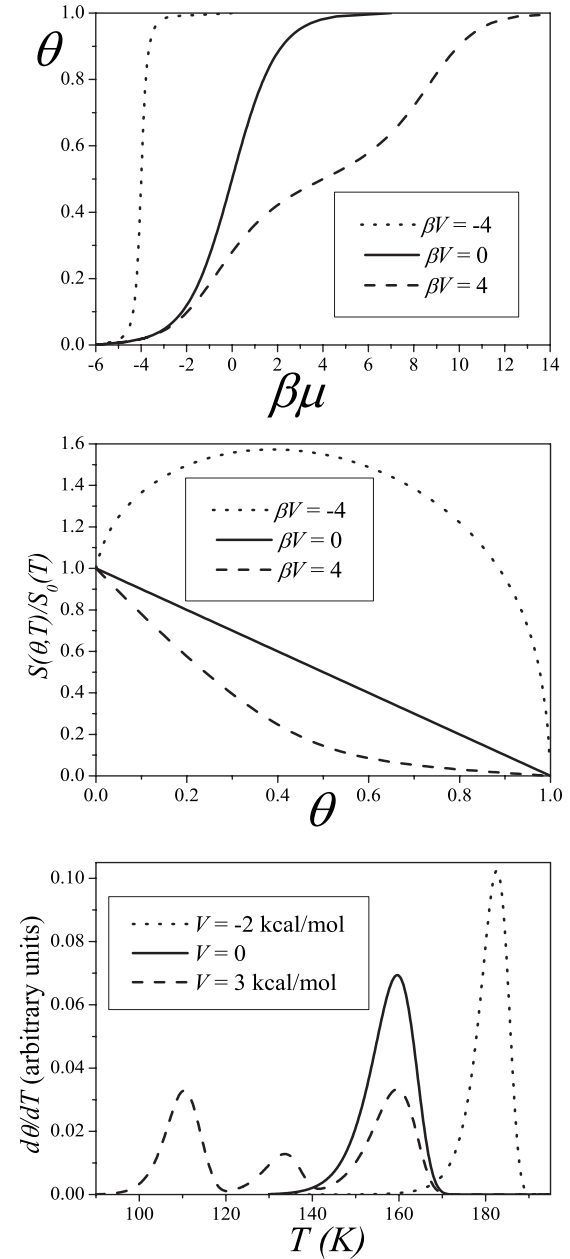 1.0
θ
0.8
0.6
0.4
0.2
0.0
βV = -4
βV = 0
βV = 4
-6 -4 -2 0 2 4 6 8 10 12 14
βμ
1.6
1.4
1.2
1.0
0.8
0.6
0.4
0.2
0.0
S(θ,T)/S₀(T)
βV = -4
βV = 0
βV = 4
0.0 0.2 0.4 0.6 0.8 1.0
θ
0.10
0.08
0.06
0.04
0.02
0.00
dθ/dT (arbitrary units)
V = -2 kcal/mol
V = 0
V = 3 kcal/mol
100 120 140 160 180
T (K)